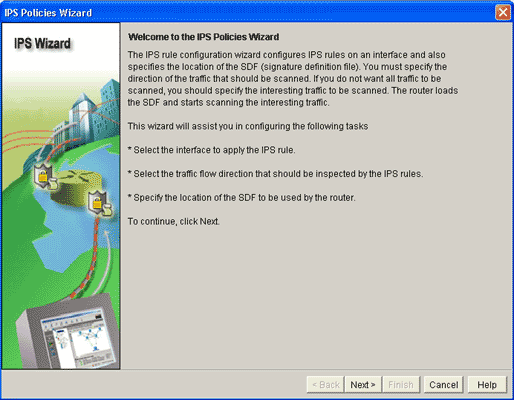 IPS Policies Wizard
IPS Wizard
Welcome to the IPS Policies Wizard
The IPS rule configuration wizard configures IPS rules on an interface and also
specifies the location of the SDF (signature definition file). You must specify the
direction of the traffic that should be scanned. If you do not want all traffic to be
scanned, you should specify the interesting traffic to be scanned. The router loads
the SDF and starts scanning the interesting traffic.
This wizard will assist you in configuring the following tasks
* Select the interface to apply the IPS rule.
* Select the traffic flow direction that should be inspected by the IPS rules.
* Specify the location of the SDF to be used by the router.
To continue, click Next.
< Back
Next >
Finish
Cancel
Help